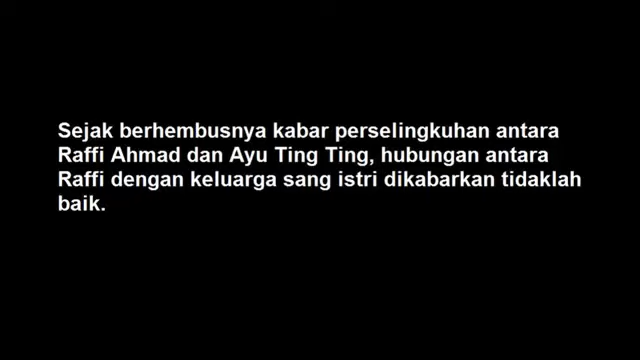 Sejak berhembusnya kabar perselingkuhan antara
Raffi Ahmad dan Ayu Ting Ting, hubungan antara
Raffi dengan keluarga sang istri dikabarkan tidaklah
baik.